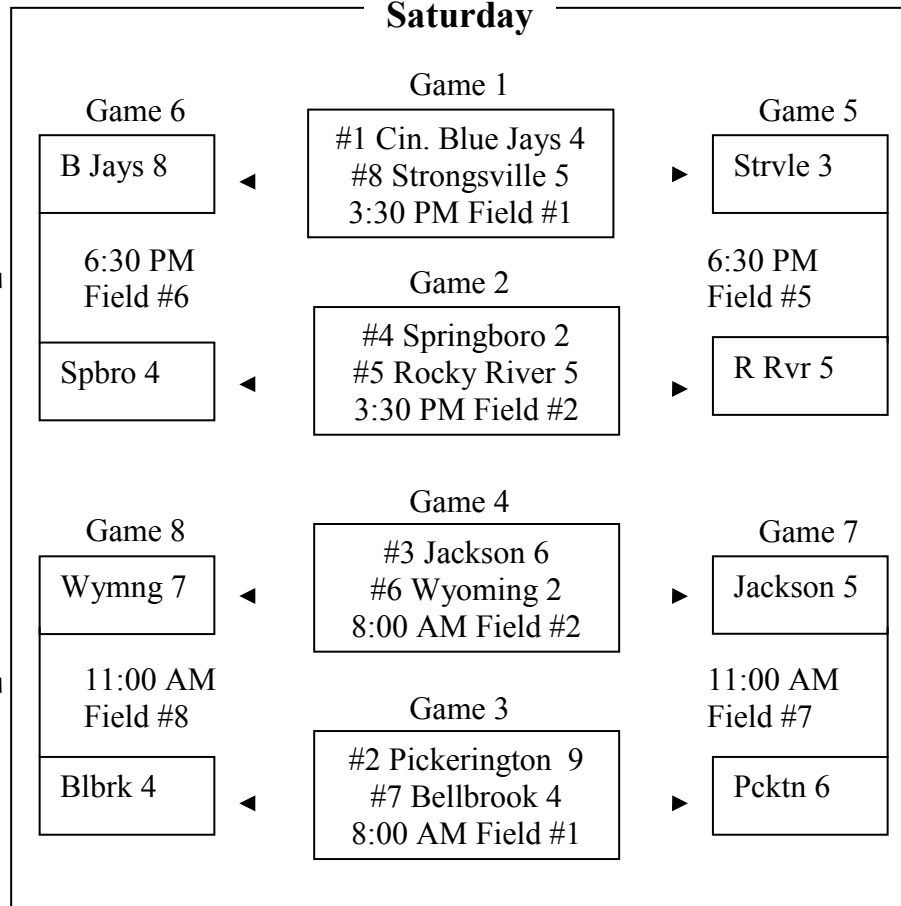 Saturday
Game 1
Game 6
Game 5
#1 Cin. Blue Jays 4
#8 Strongsville 5
3:30 PM Field #1
B Jays 8
Strvle 3
6:30 PM
Field #6
6:30 PM
Field #5
Game 2
#4 Springboro 2
#5 Rocky River 5
3:30 PM Field #2
Spbro 4
R Rvr 5
Game 4
Game 8
Game 7
#3 Jackson 6
#6 Wyoming 2
8:00 AM Field #2
Wymng 7
Jackson 5
11:00 AM
Field #8
11:00 AM
Field #7
Game 3
#2 Pickerington 9
#7 Bellbrook 4
8:00 AM Field #1
Blbrk 4
Pcktn 6